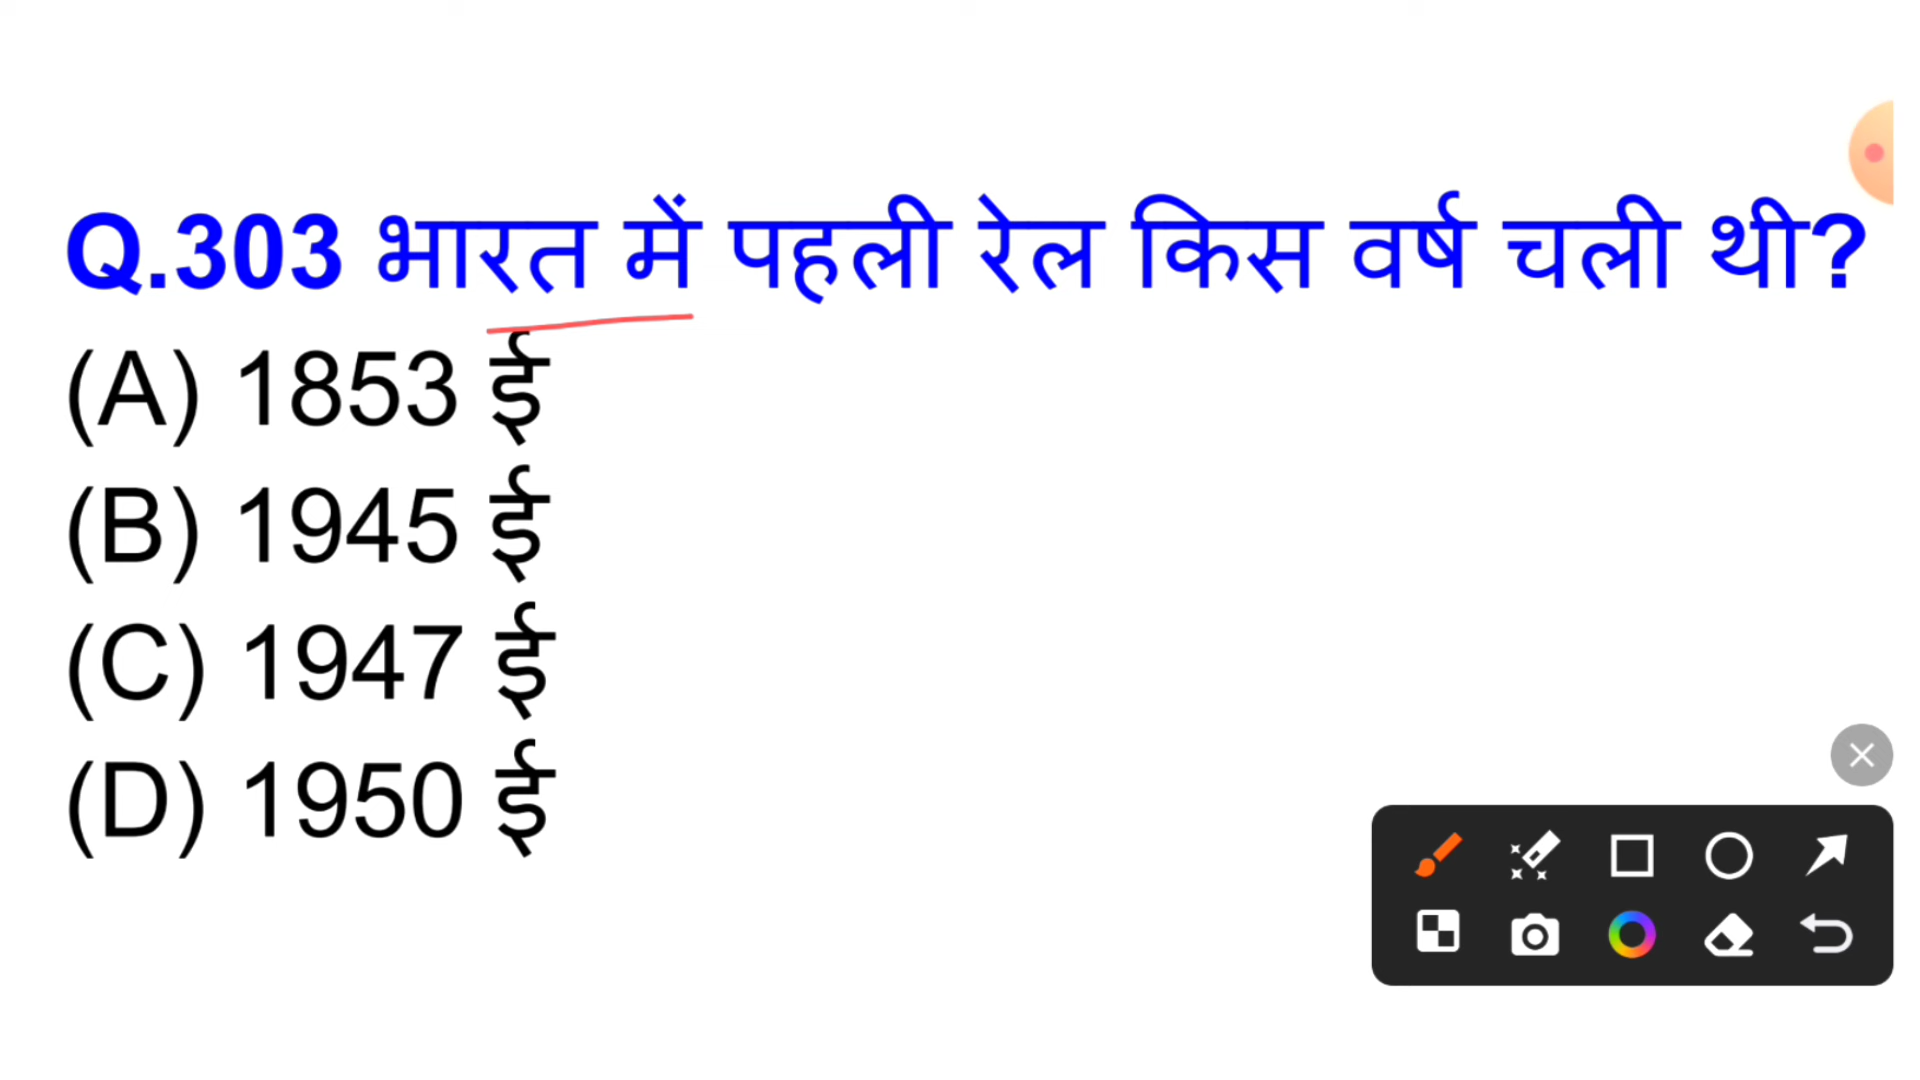 Q.303 भारत में पहली रेल किस वर्ष चली थी?
(A) 1853 ई
(B) 1945 ई
(C) 1947 ई
(D) 1950 ई